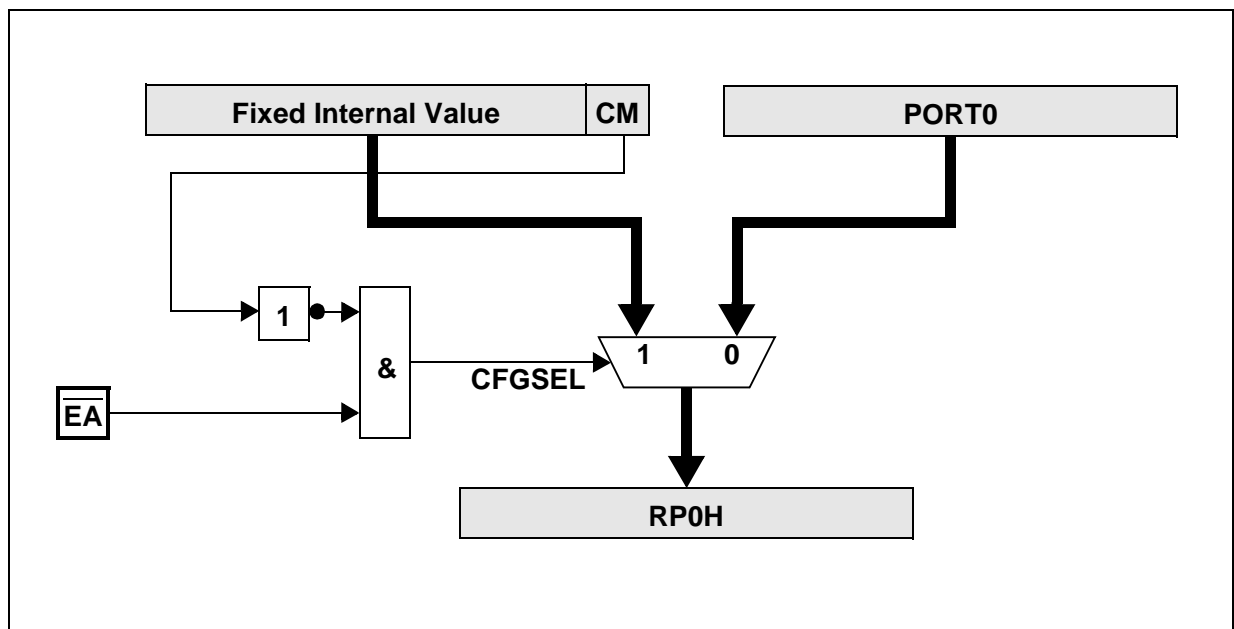 Fixed Internal Value CM
PORT0
1
1 0
&
CFGSEL
EA
RP0H